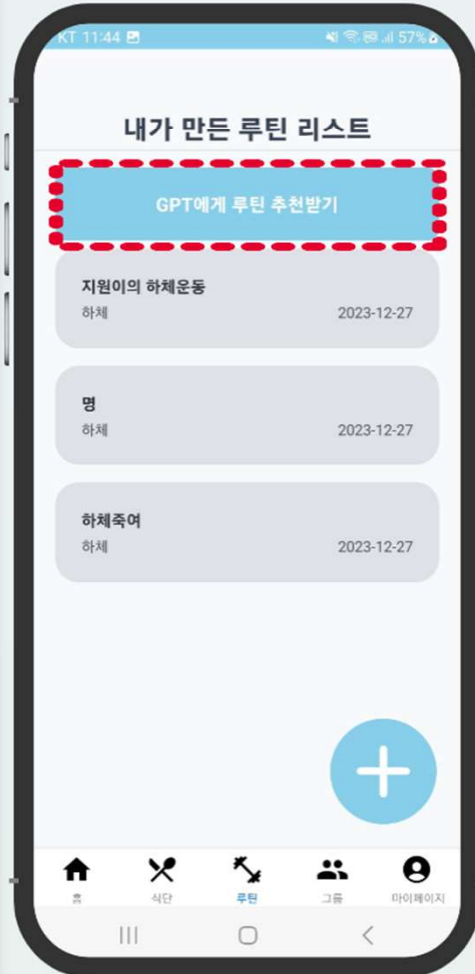 KT 11:44 57%
내가 만든 루틴 리스트
GPT에게 루틴 추천받기
지원이의 하체운동
하체 2023-12-27
명
하체 2023-12-27
하체죽여
하체 2023-12-27
홈 식단 루틴 그룹 마이페이지